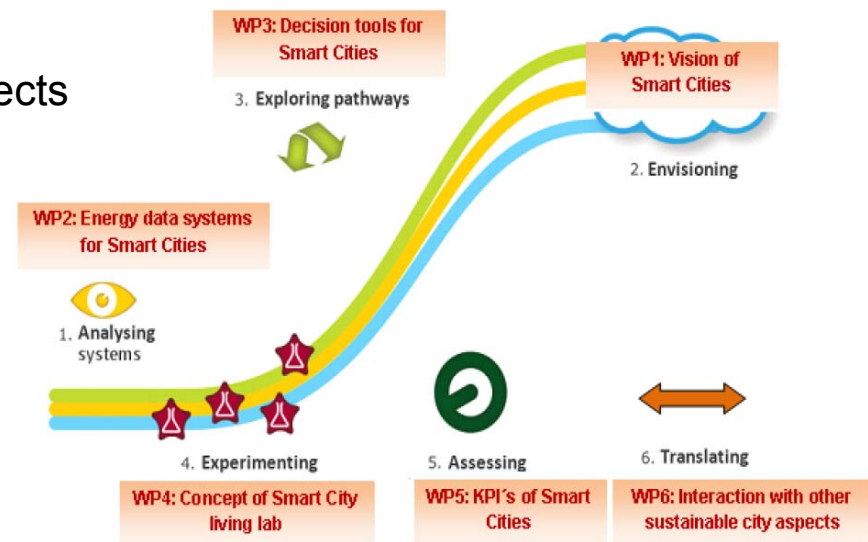 WP3: Decision tools for
Smart Cities
ects
3. Exploring pathways
WP1: Vision of
Smart Cities
2. Envisioning
WP2: Energy data systems
for Smart Cities
1. Analysing
systems
4. Experimenting
WP4: Concept of Smart City
living lab
5. Assessing
WP5: KPI´s of Smart
Cities
6. Translating
WP6: Interaction with other
sustainable city aspects